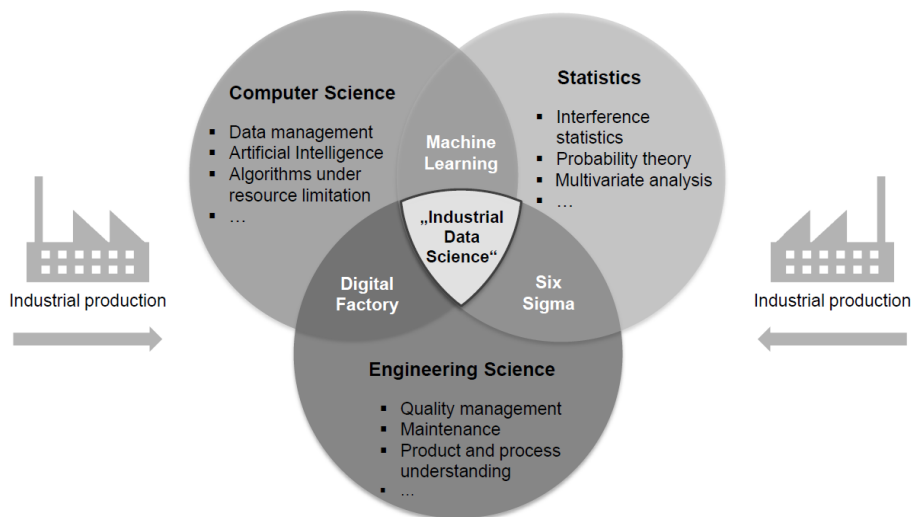 Computer Science
▪ Data management
▪ Artificial Intelligence
▪ Algorithms under
resource limitation
▪ …
Statistics
▪ Interference
statistics
▪ Probability theory
▪ Multivariate analysis
▪ …
Machine
Learning
„Industrial
Data
Science“
Digital
Factory
Six
Sigma
Industrial production
Industrial production
Engineering Science
▪ Quality management
▪ Maintenance
▪ Product and process
understanding
▪ ...